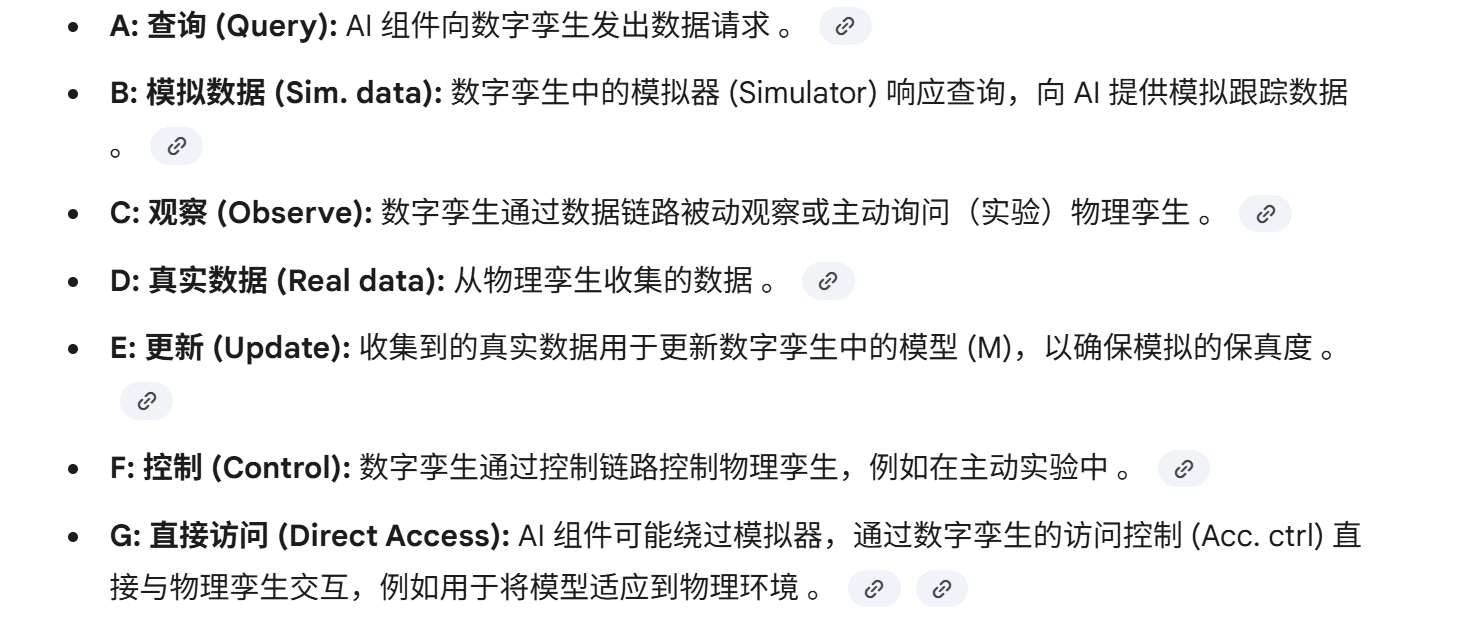 A: 查询 (Query): AI 组件向数字孪生发出数据请求 。
B: 模拟数据 (Sim. data): 数字孪生中的模拟器 (Simulator) 响应查询，向 AI 提供模拟跟踪数据
。
C: 观察 (Observe): 数字孪生通过数据链路被动观察或主动询问（实验）物理孪生 。
D: 真实数据 (Real data): 从物理孪生收集的数据 。
E: 更新 (Update): 收集到的真实数据用于更新数字孪生中的模型 (M)，以确保模拟的保真度 。
F: 控制 (Control): 数字孪生通过控制链路控制物理孪生，例如在主动实验中 。
G: 直接访问 (Direct Access): AI 组件可能绕过模拟器，通过数字孪生的访问控制 (Acc. ctrl) 直
接与物理孪生交互，例如用于将模型适应到物理环境 。